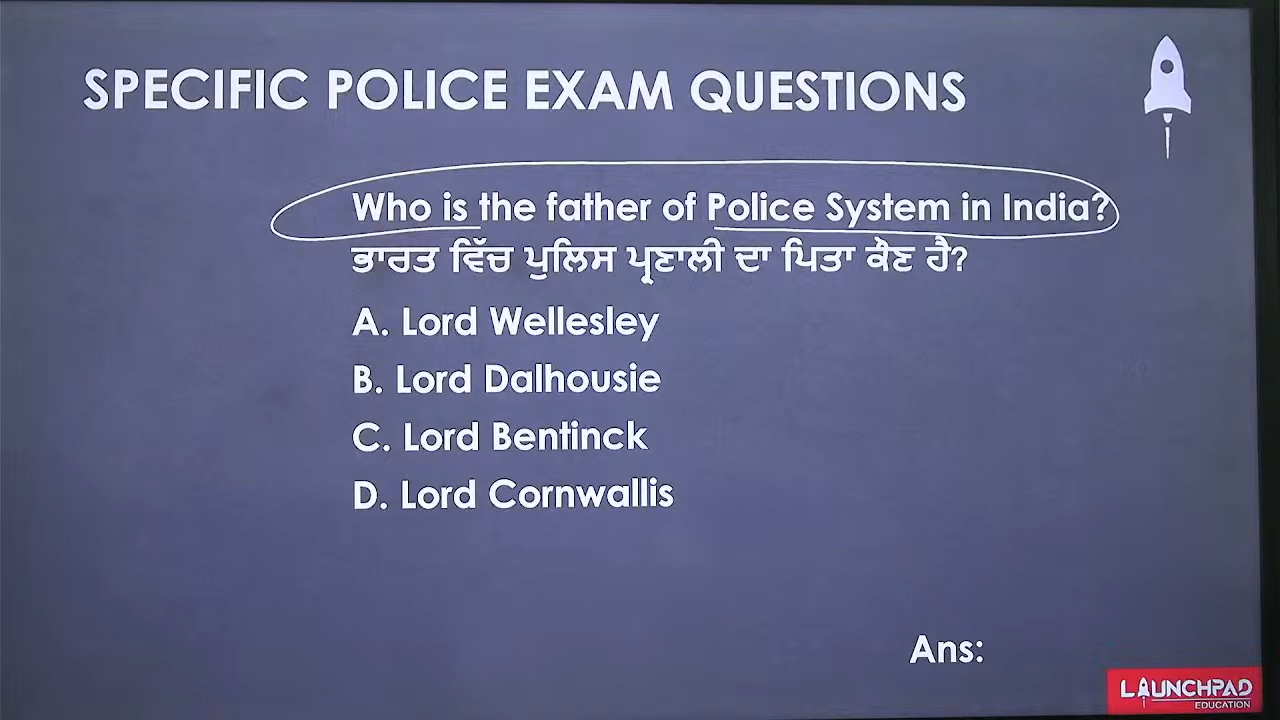 SPECIFIC POLICE EXAM QUESTIONS
Who is the father of Police System in India?
ਭਾਰਤ ਵਿੱਚ ਪੁਲਿਸ ਪ੍ਰਣਾਲੀ ਦਾ ਪਿਤਾ ਕੌਣ ਹੈ?
A. Lord Wellesley
B. Lord Dalhousie
C. Lord Bentinck
D. Lord Cornwallis
Ans:
LAUNCHPAD
EDUCATION